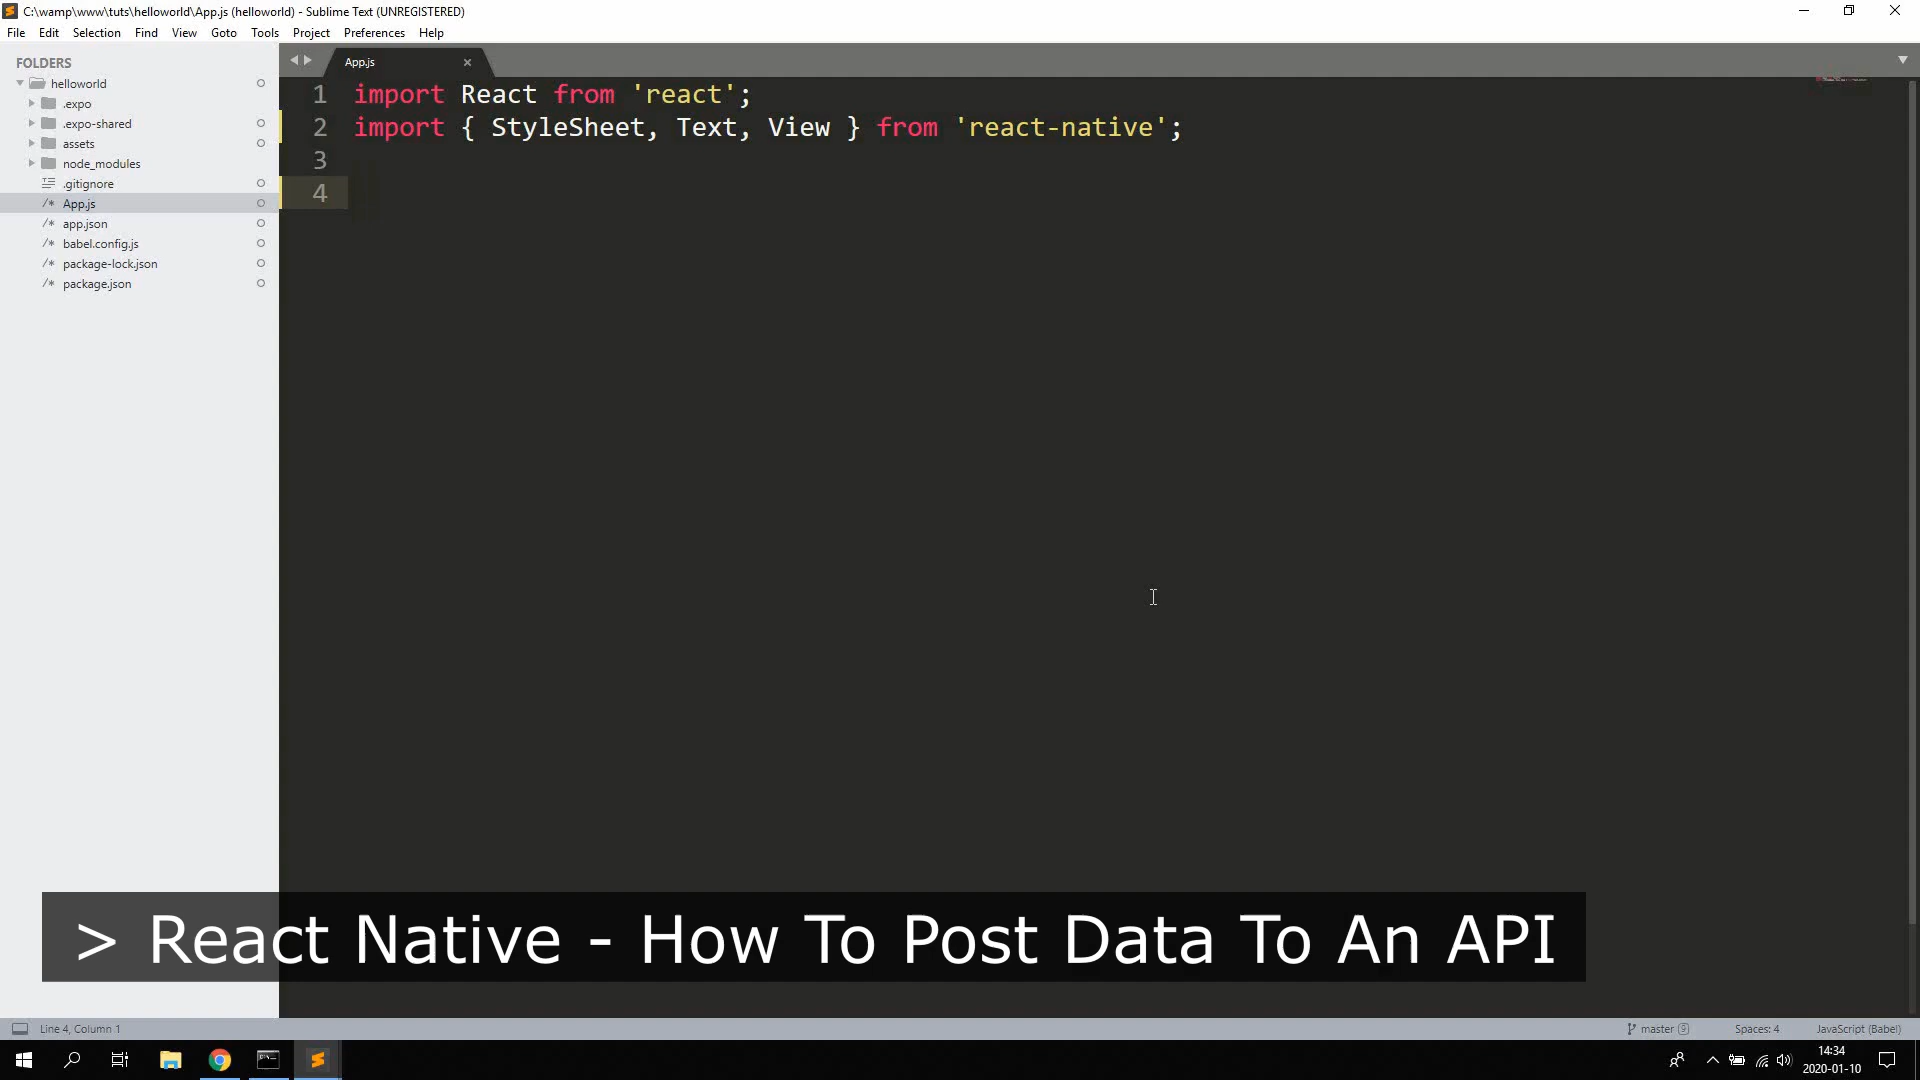 C:\wamp\www\tuts\helloworld\App.js (helloworld) - Sublime Text (UNREGISTERED)
File Edit Selection Find View Goto Tools Project Preferences Help
FOLDERS
helloworld
.expo
.expo-shared
assets
node_modules
.gitignore
/* App.js
/* app.json
/* babel.config.js
/* package-lock.json
/* package.json
App.js
1 import React from 'react';
2 import { StyleSheet, Text, View } from 'react-native';
3
4
> React Native - How To Post Data To An API
Line 4, Column 1
master 9
Spaces: 4
JavaScript (Babel)
14:34
2020-01-10